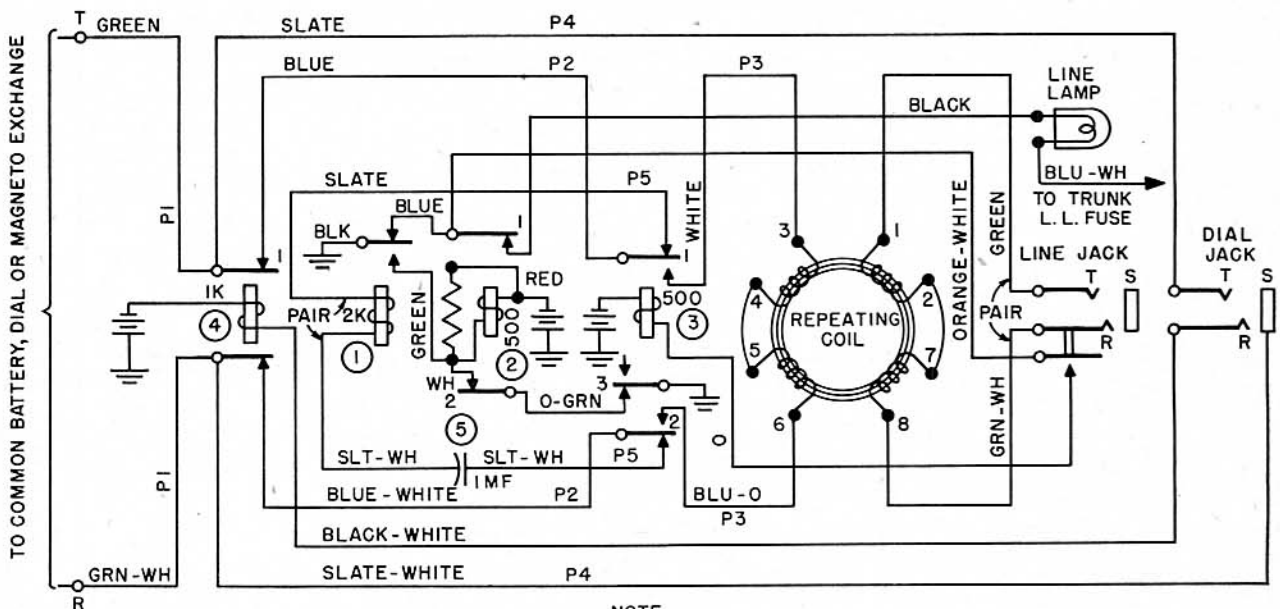 TO COMMON BATTERY, DIAL OR MAGNETO EXCHANGE
T GREEN
SLATE
P4
BLUE
P2
P3
LINE
LAMP
BLACK
BLU-WH
TO TRUNK
L. L. FUSE
SLATE
P5
WHITE
BLUE
BLK
1
1
1
P1
3
1
ORANGE-WHITE
GREEN
LINE JACK
DIAL
JACK
T
S
T
S
1K
PAIR
2K
4
1
GREEN
RED
500
2
500
3
4
2
REPEATING
COIL
PAIR
R
R
5
7
WH
2
O-GRN
3
5
2
6
8
O
GRN-WH
SLT-WH
SLT-WH
P5
1MF
P1
BLUE-WHITE
P2
BLU-O
P3
BLACK-WHITE
GRN-WH
SLATE-WHITE
P4
R